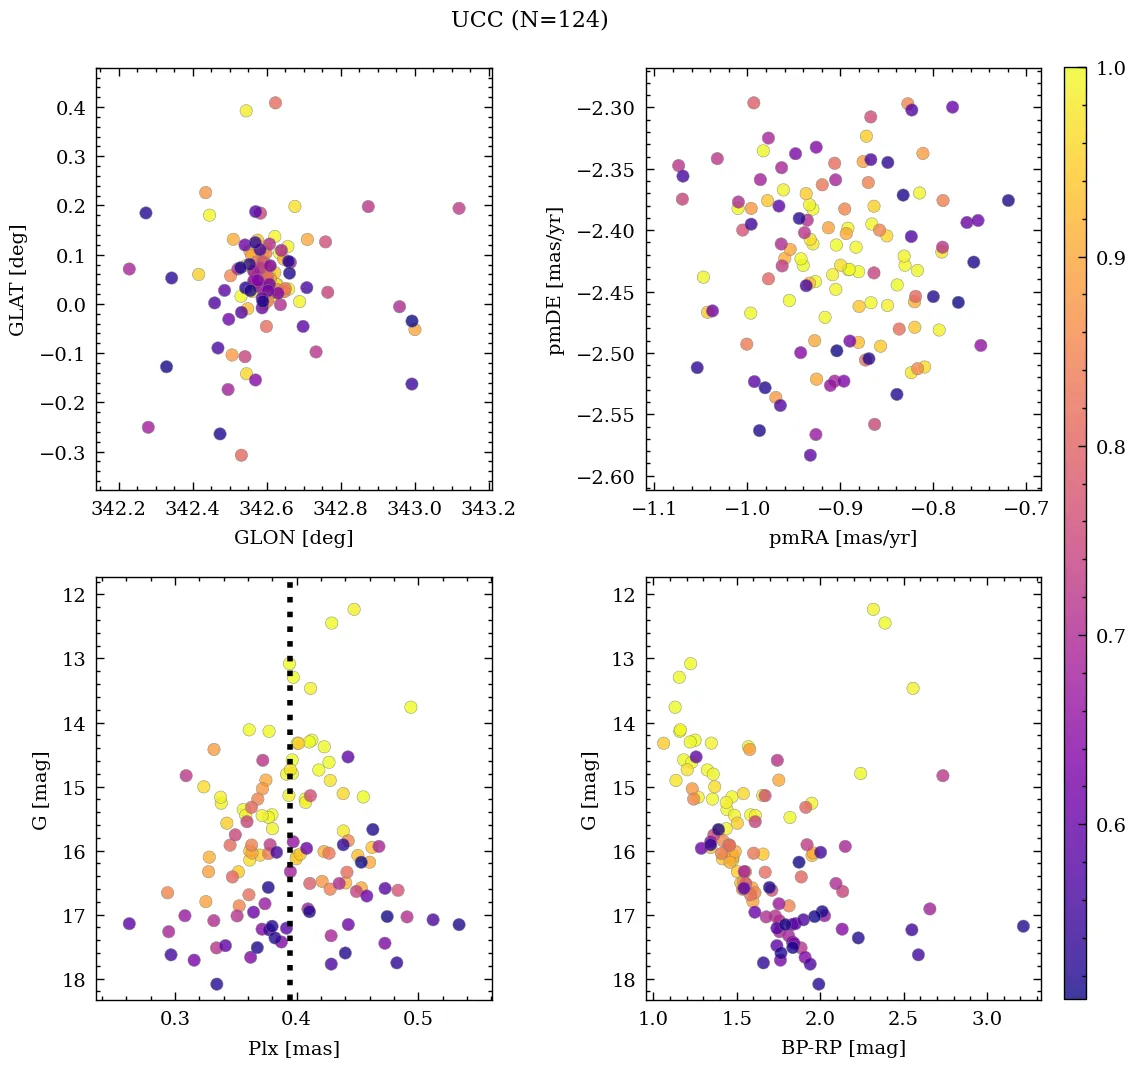 UCC (N=124)
0.4
0.3
0.2
0.1
0.0
−0.1
−0.2
−0.3
GLAT [deg]
342.2 342.4 342.6 342.8 343.0 343.2
GLON [deg]
−2.30
−2.35
−2.40
−2.45
−2.50
−2.55
−2.60
pmDE [mas/yr]
−1.1 −1.0 −0.9 −0.8 −0.7
pmRA [mas/yr]
12
13
14
15
16
17
18
G [mag]
0.3 0.4 0.5
Plx [mas]
12
13
14
15
16
17
18
G [mag]
1.0 1.5 2.0 2.5 3.0
BP-RP [mag]
1.0
0.9
0.8
0.7
0.6